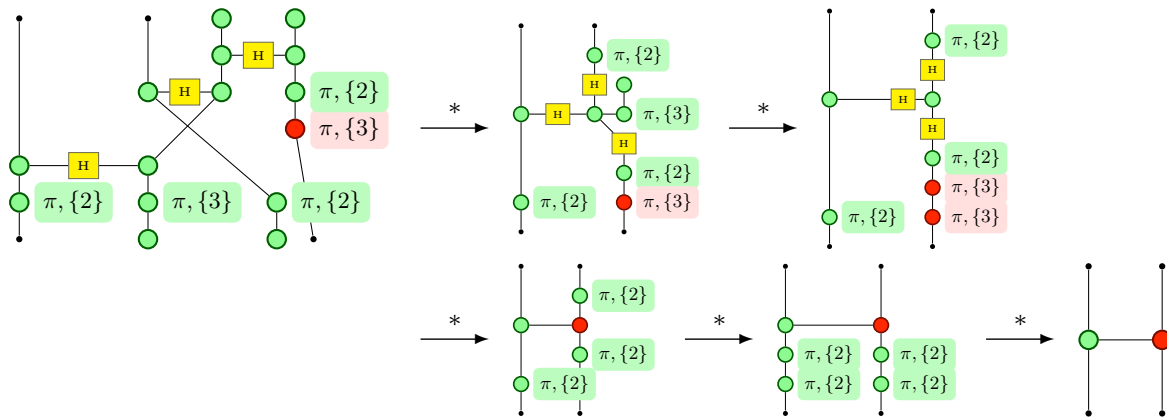 H
π, {2}
H
π, {3}
H
π, {2} π, {3} π, {2}
*
π, {2}
H
H π, {3}
H
π, {2}
π, {2} π, {3}
*
π, {2}
H
H
H
π, {2}
π, {3}
π, {2} π, {3}
*
π, {2}
π, {2}
π, {2}
*
π, {2} π, {2}
π, {2} π, {2}
*